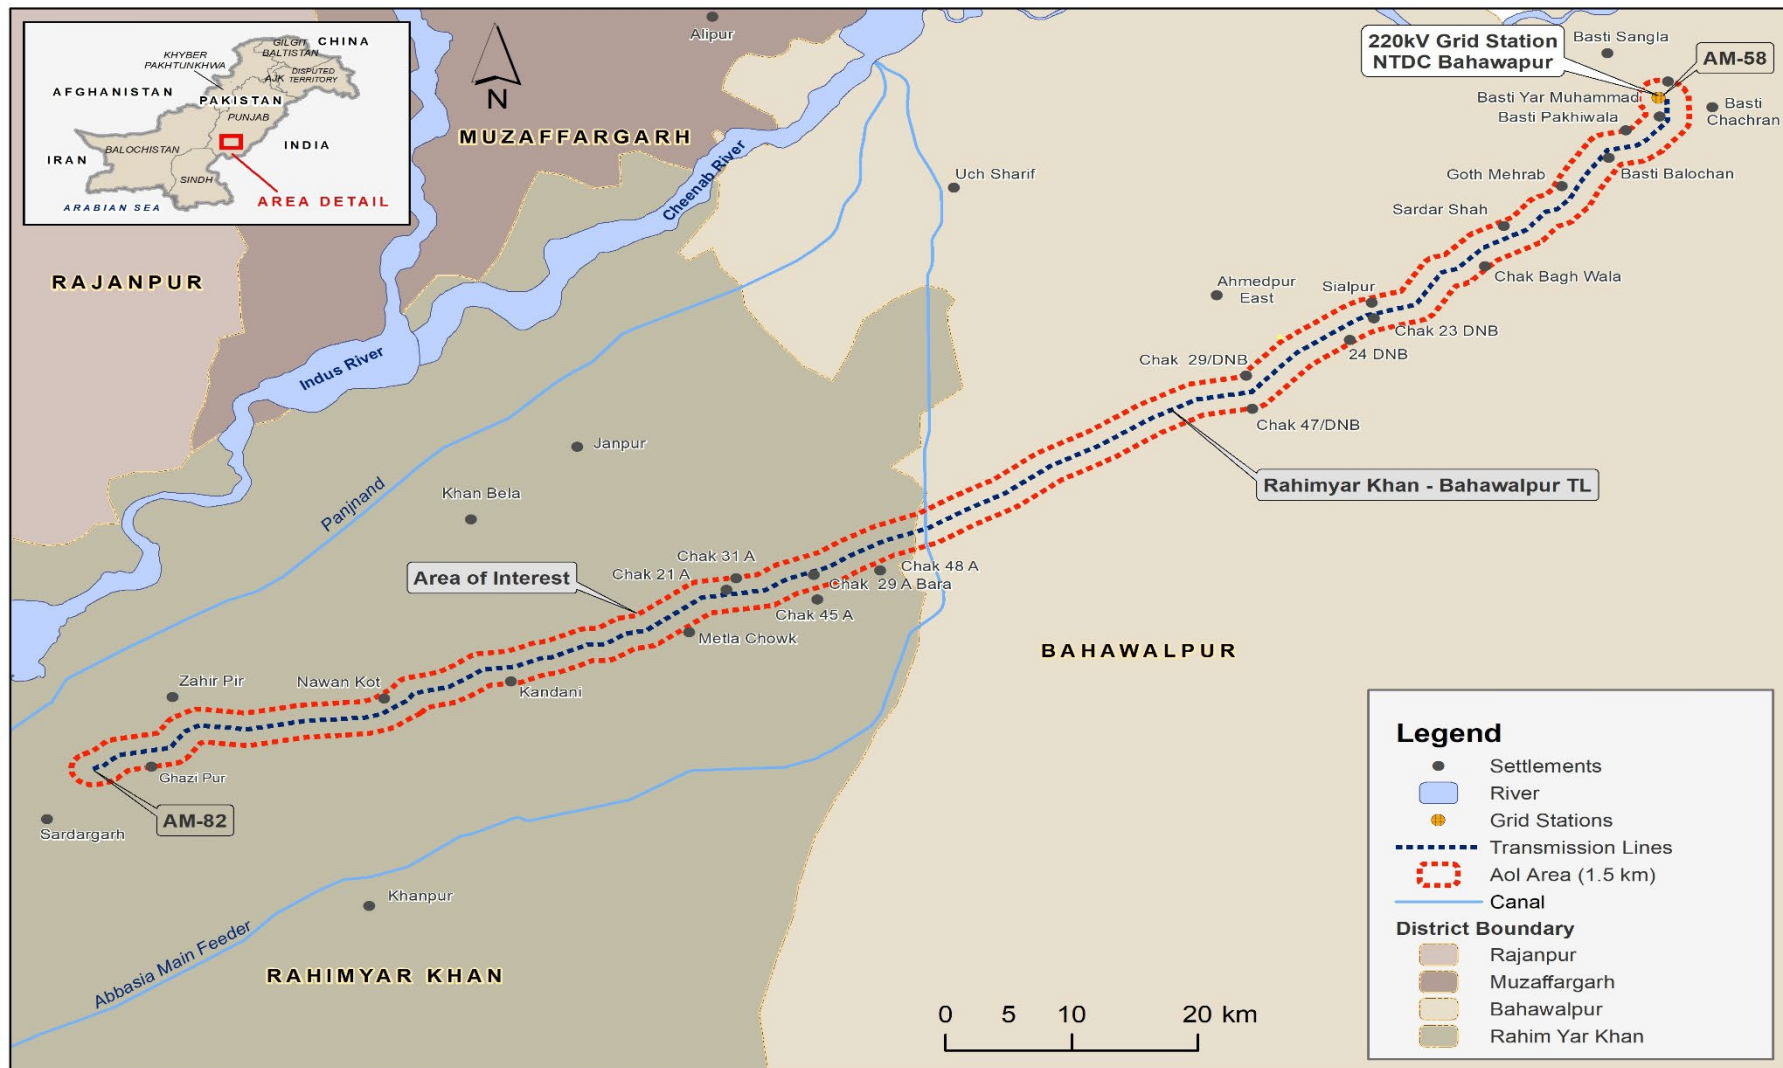 CHINA
GILGIT
BALTISTAN
KHYBER
PAKHTUNKHWA
AJK
DISPUTED
TERRITORY
AFGHANISTAN
PAKISTAN
PUNJAB
INDIA
BALOCHISTAN
IRAN
SINDH
ARABIAN SEA
AREA DETAIL
N
Alipur
MUZAFFARGARH
Cheenab River
Uch Sharif
220kV Grid Station
NTDC Bahawapur
Basti Sangla
AM-58
Basti Yar Muhammad
Basti Pakhiwala
Basti
Chachran
Goth Mehrab
Basti Balochan
Sardar Shah
Chak Bagh Wala
RAJANPUR
Ahmedpur
East
Sialpur
Chak 23 DNB
24 DNB
Indus River
Chak 29/DNB
Chak 47/DNB
Janpur
Khan Bela
Panjnand
Rahimyar Khan - Bahawalpur TL
Area of Interest
Chak 31 A
Chak 21 A
Chak 48 A
Chak 29 A Bara
Chak 45 A
Metla Chowk
BAHAWALPUR
Zahir Pir
Nawan Kot
Kandani
Ghazi Pur
AM-82
Sardargarh
Khanpur
Abbasia Main Feeder
RAHIMYAR KHAN
0 5 10 20 km
Legend
Settlements
River
Grid Stations
Transmission Lines
AoI Area (1.5 km)
Canal
District Boundary
Rajanpur
Muzaffargarh
Bahawalpur
Rahim Yar Khan